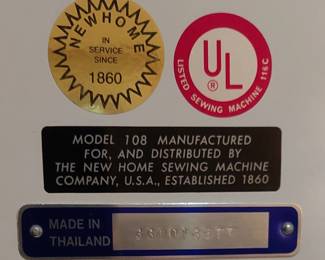 NEW HOME
IN
SERVICE
SINCE
1860
UL
®
LISTED SEWING MACHINE 116C
MODEL 108 MANUFACTURED
FOR, AND DISTRIBUTED BY
THE NEW HOME SEWING MACHINE
COMPANY, U.S.A., ESTABLISHED 1860
MADE IN
THAILAND